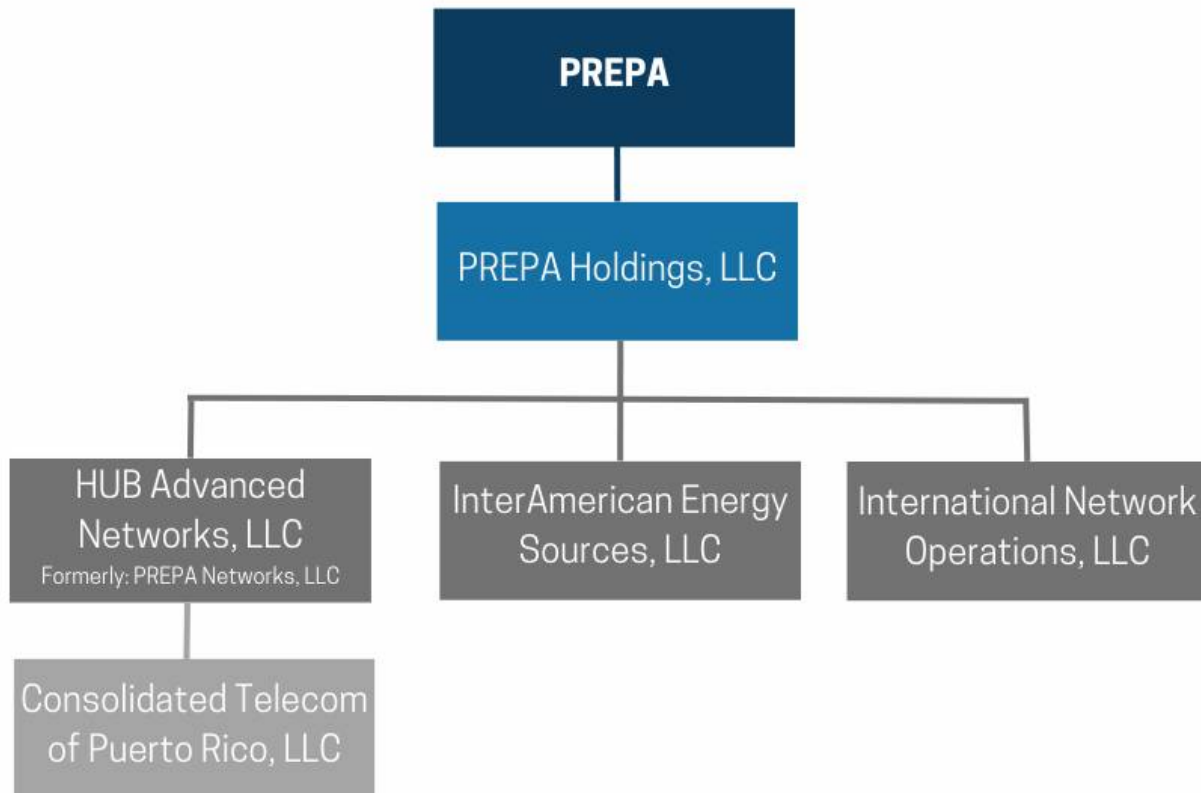 PREPA
PREPA Holdings, LLC
HUB Advanced
Networks, LLC
Formerly: PREPA Networks, LLC
InterAmerican Energy
Sources, LLC
International Network
Operations, LLC
Consolidated Telecom
of Puerto Rico, LLC